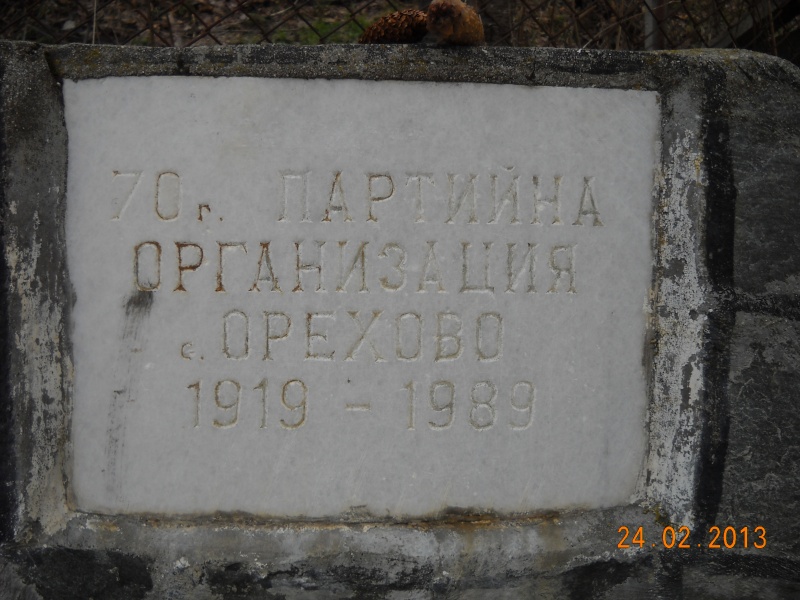 70г. ПАРТИЙНА
ОРГАНИЗАЦИЯ
с. ОРЕХОВО
1919 - 1989
24.02.2013